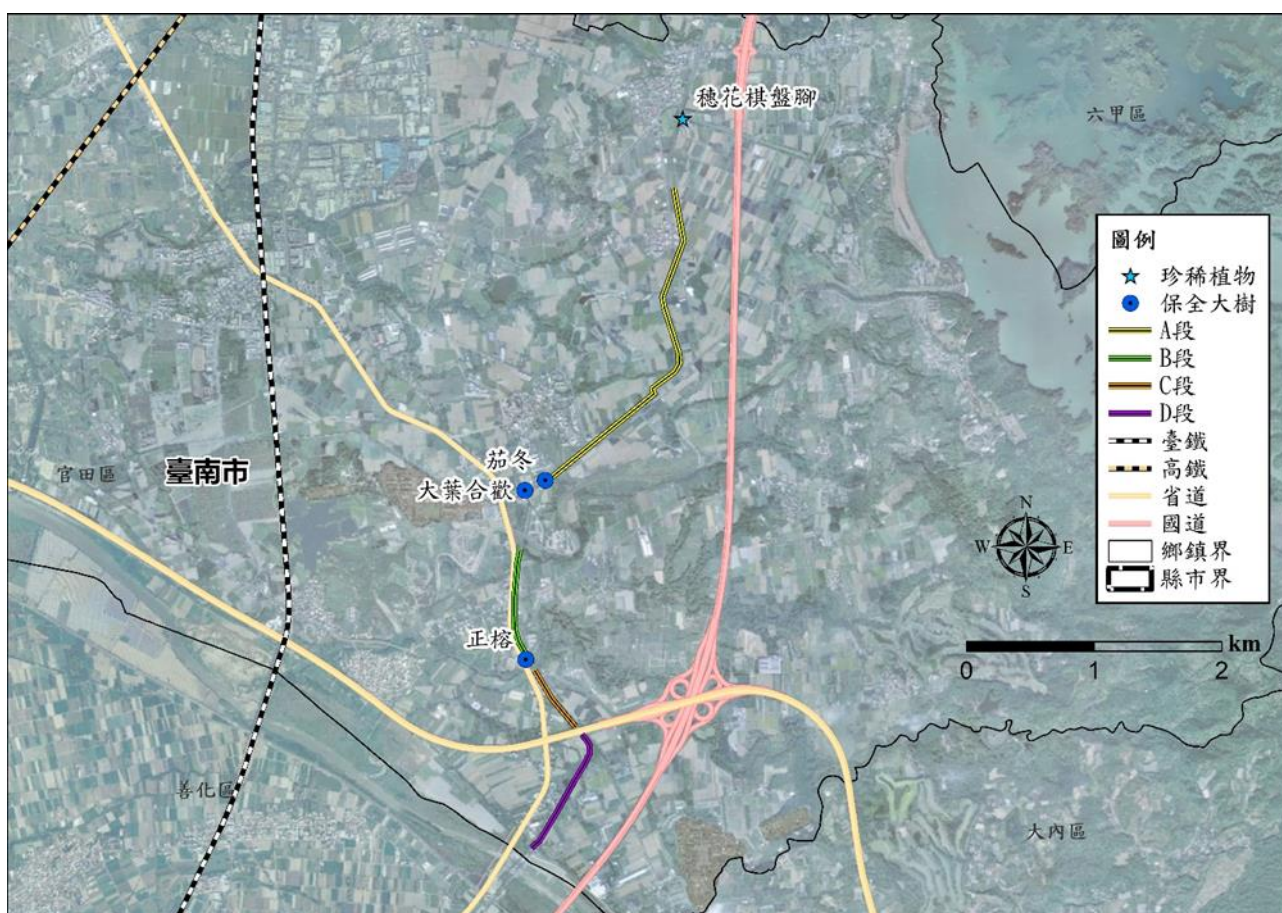 穗花棋盤腳
六甲區
圖例
珍稀植物
保全大樹
A段
B段
C段
D段
臺鐵
高鐵
省道
國道
鄉鎮界
縣市界
茄冬
大葉合歡
官田區
臺南市
N
W
E
S
正榕
km
0 1 2
善化區
大內區